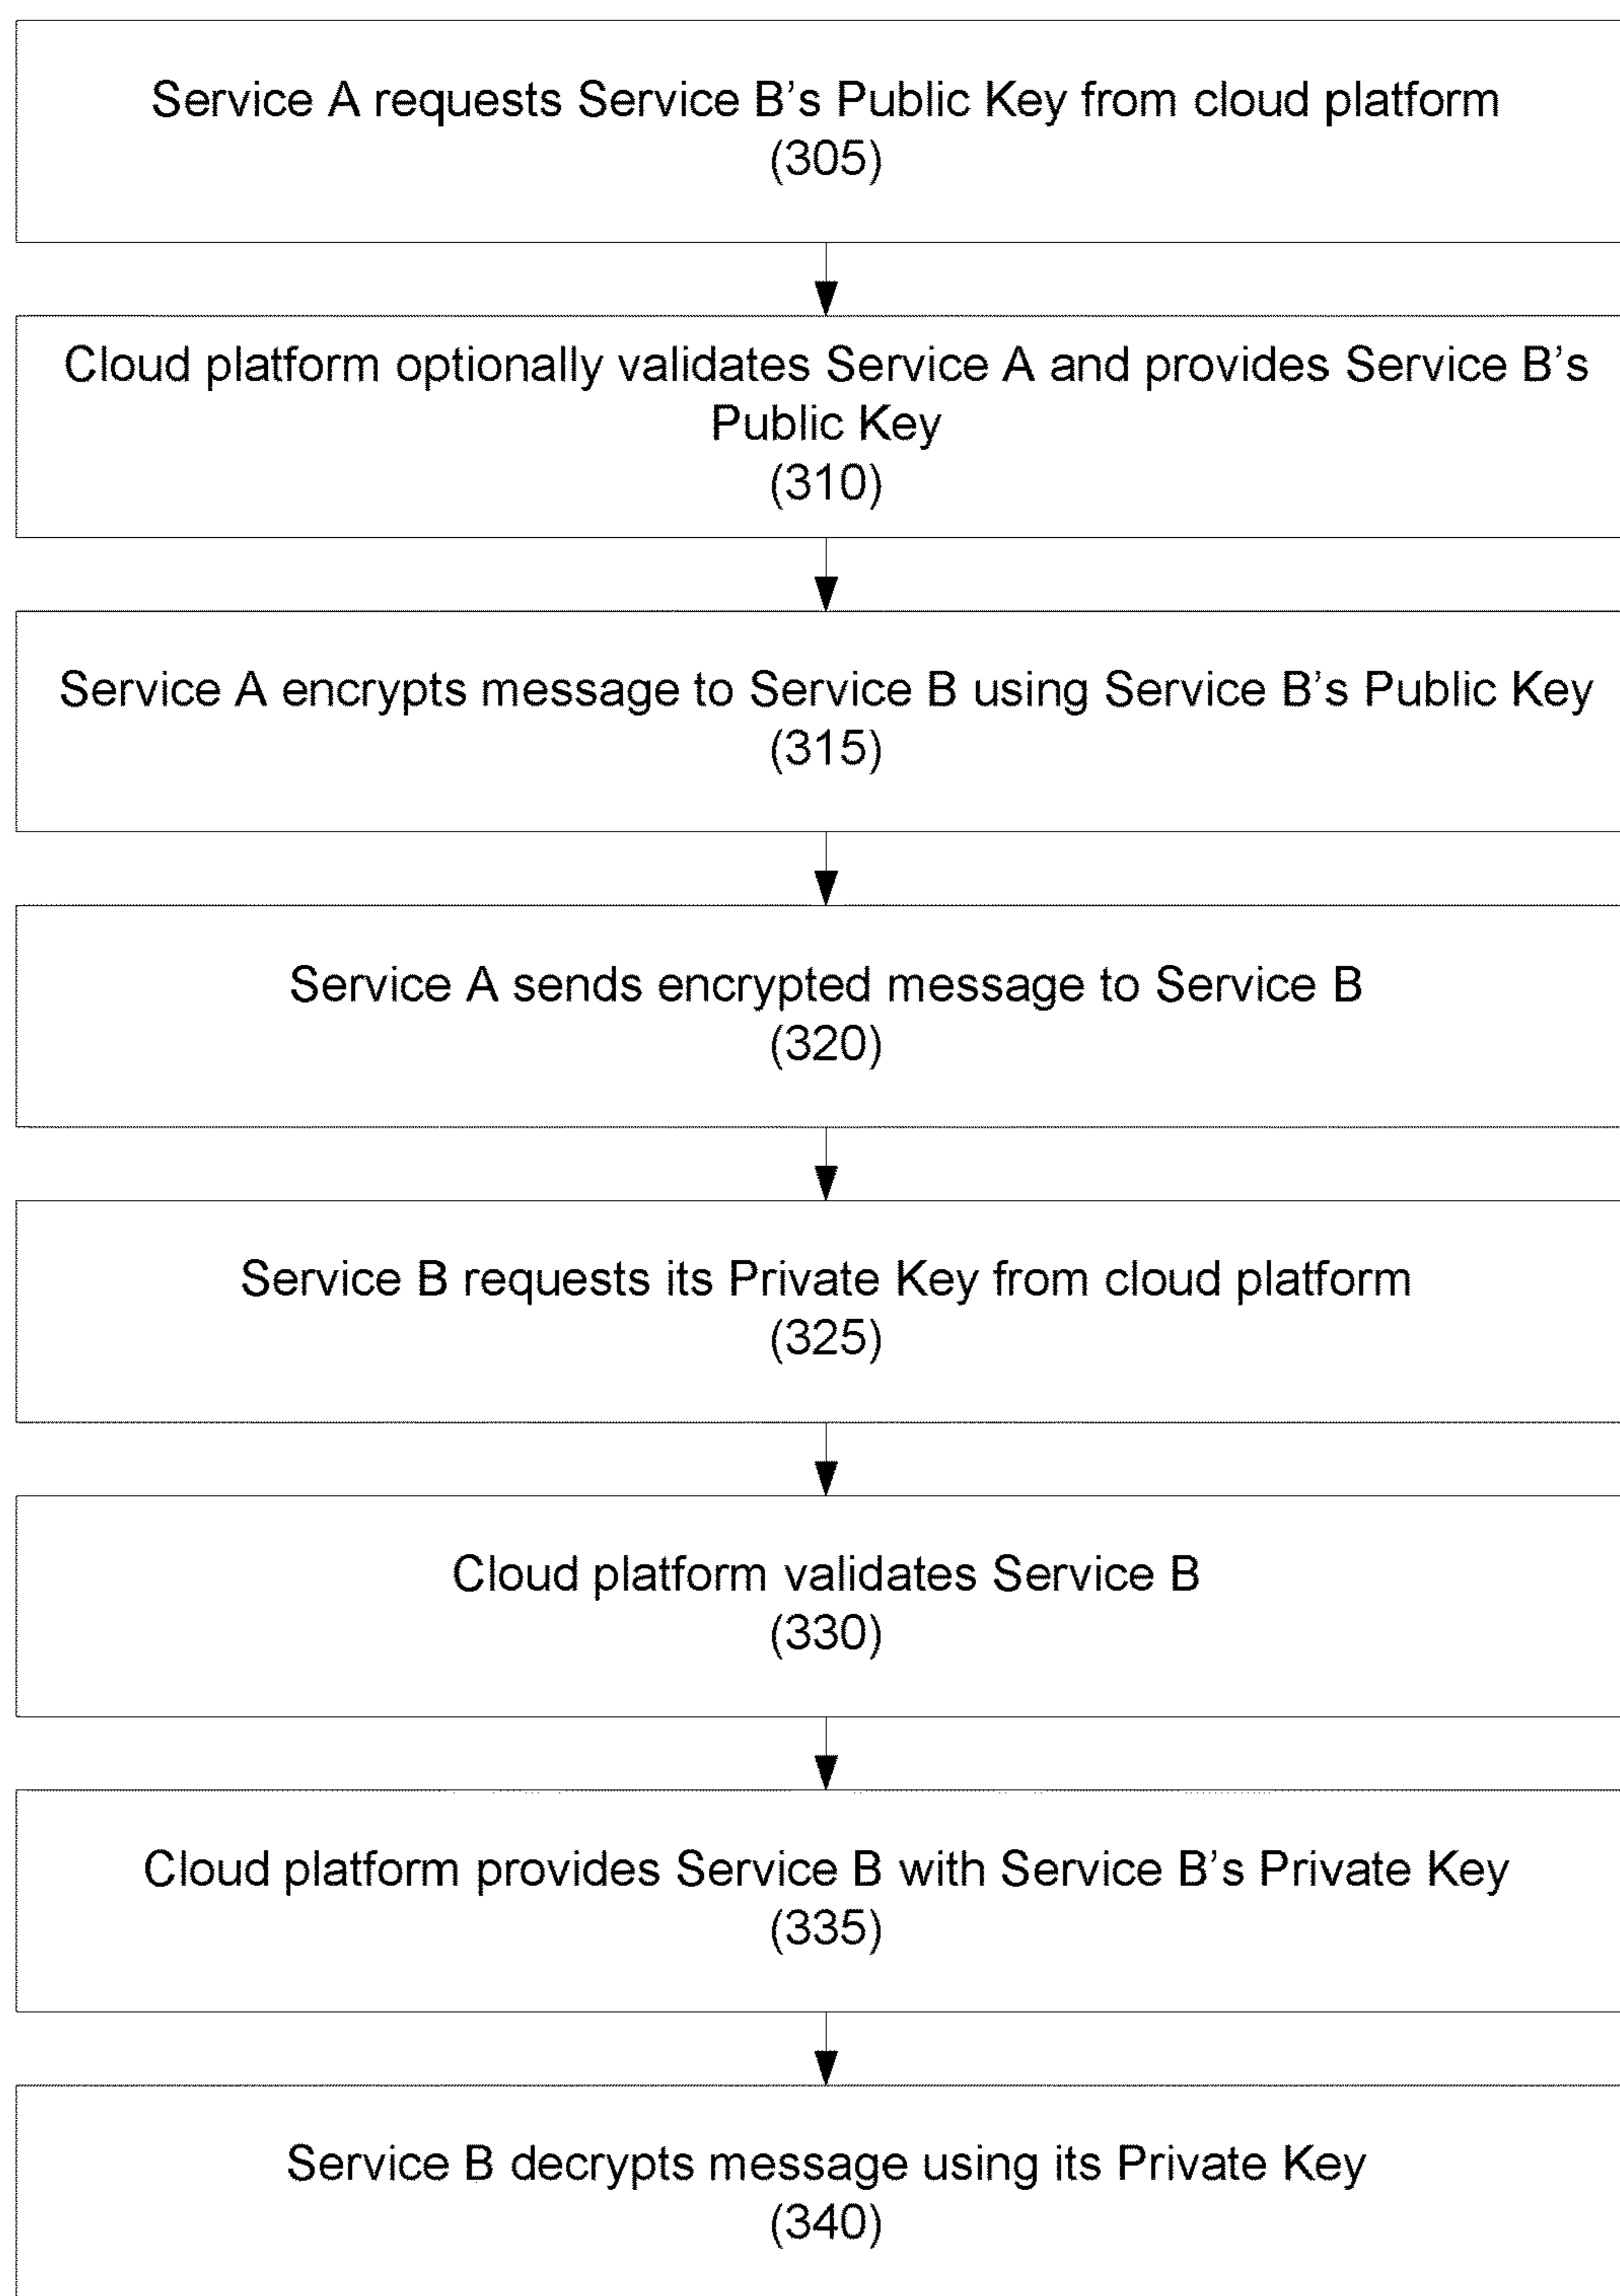 Service A requests Service B’s Public Key from cloud platform
(305)
Cloud platform optionally validates Service A and provides Service B’s
Public Key
(310)
Service A encrypts message to Service B using Service B’s Public Key
(315)
Service A sends encrypted message to Service B
(320)
Service B requests its Private Key from cloud platform
(325)
Cloud platform validates Service B
(330)
Cloud platform provides Service B with Service B’s Private Key
(335)
Service B decrypts message using its Private Key
(340)